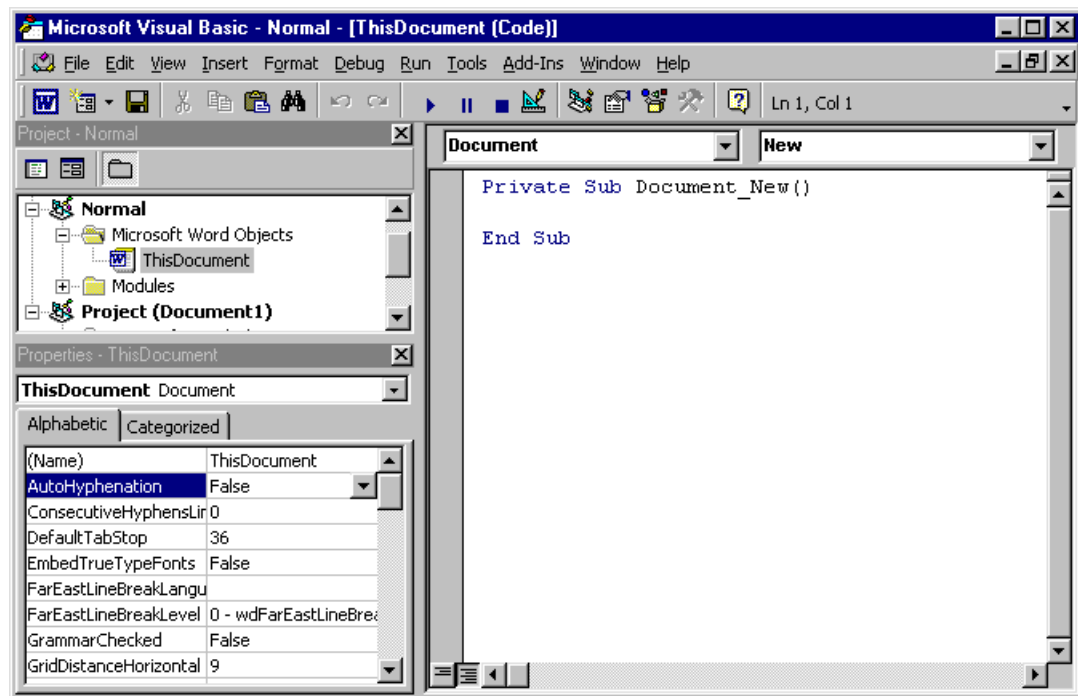 Microsoft Visual Basic - Normal - [ThisDocument (Code)]
File Edit View Insert Format Debug Run Tools Add-Ins Window Help
Ln 1, Col 1
Project - Normal
Normal
Microsoft Word Objects
ThisDocument
Modules
Project (Document1)
Properties - ThisDocument
ThisDocument Document
Alphabetic Categorized
(Name) ThisDocument
AutoHyphenation False
ConsecutiveHyphensLir 0
DefaultTabStop 36
EmbedTrueTypeFonts False
FarEastLineBreakLangu
FarEastLineBreakLevel 0 - wdFarEastLineBrea
GrammarChecked False
GridDistanceHorizontal 9
Document New
Private Sub Document_New()
End Sub